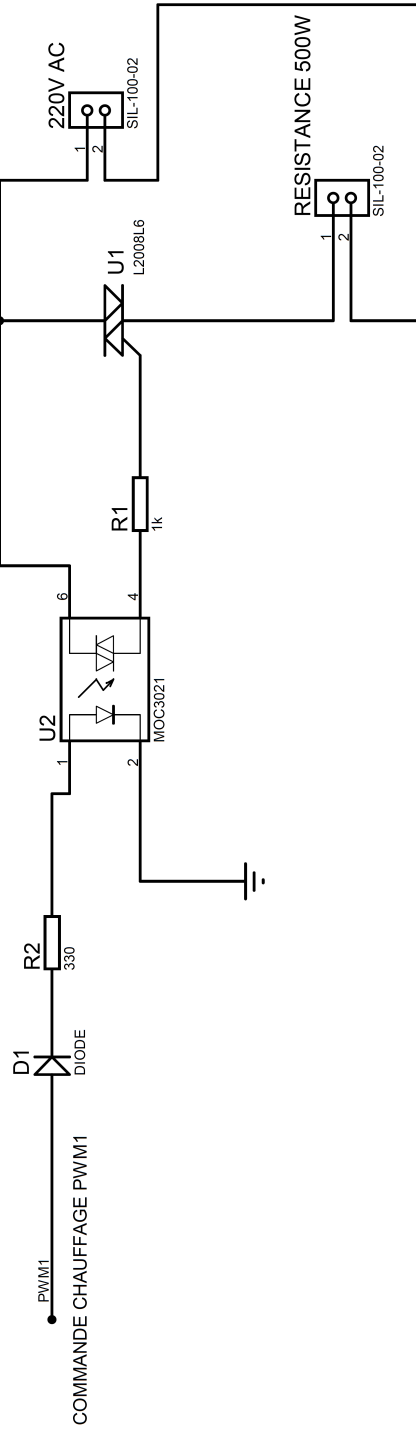 PWM1
COMMANDE CHAUFFAGE PWM1
D1
DIODE
R2
330
1
2
U2
MOC3021
6
4
R1
1k
U1
L2008L6
220V AC
1
2
SIL-100-02
RESISTANCE 500W
1
2
SIL-100-02